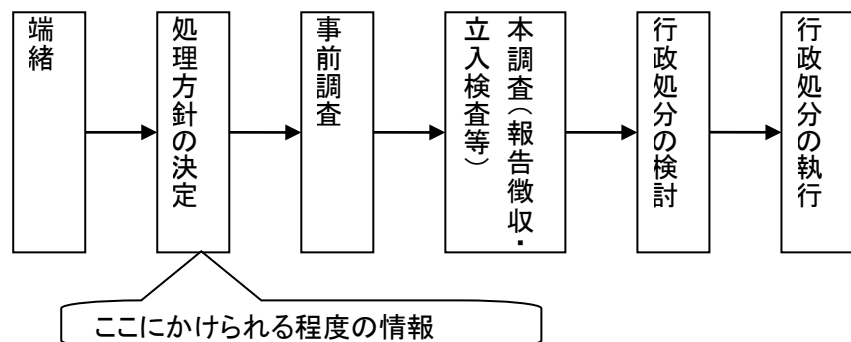 端緒
処理方針の決定
事前調査
本調査（報告徴収・
立入検査等）
行政処分の検討
行政処分の執行
ここにかけられる程度の情報